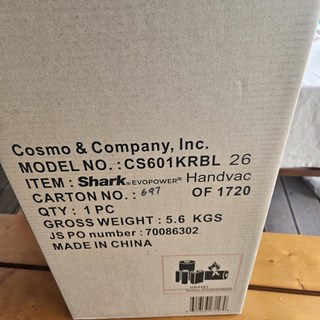 Cosmo & Company, Inc.
MODEL NO. : CS601KRBL 26
ITEM : Shark® EVOPOWER® Handvac
CARTON NO. : 697 OF 1720
QTY : 1 PC
GROSS WEIGHT : 5.6 KGS
JS PO number : 70086302
MADE IN CHINA